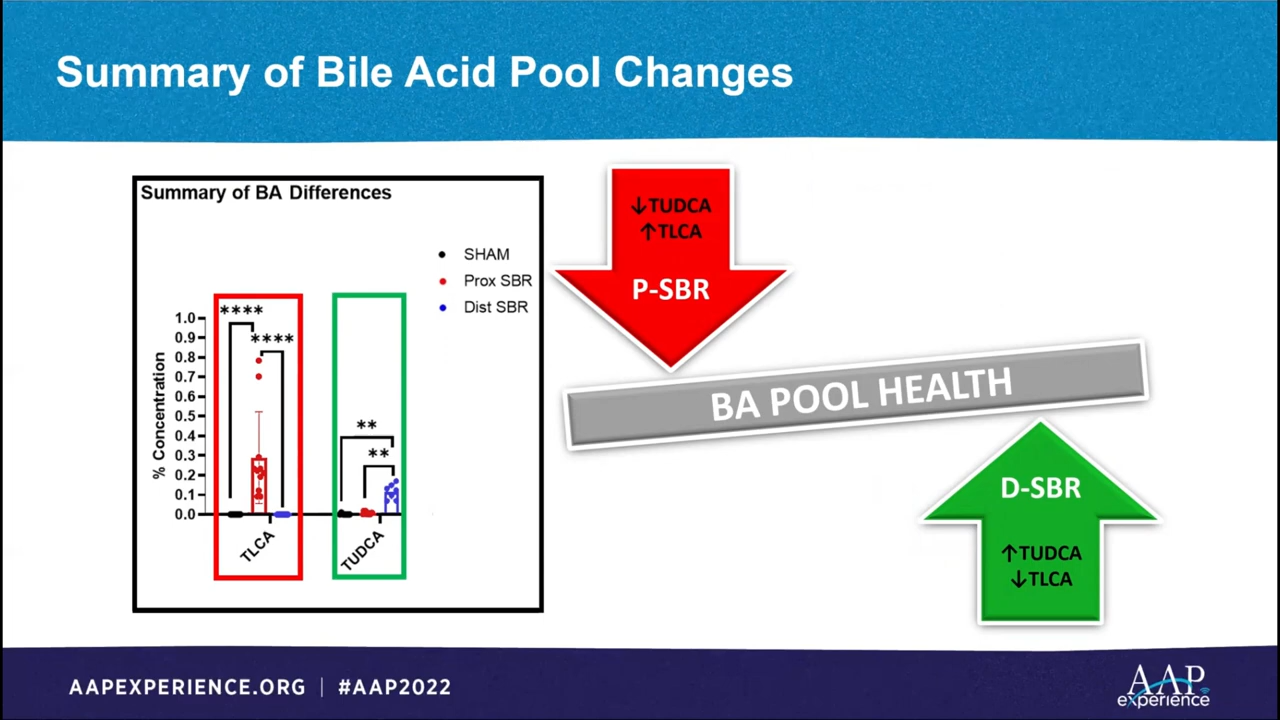 Summary of Bile Acid Pool Changes
Summary of BA Differences
SHAM
Prox SBR
Dist SBR
% Concentration
1.0
0.9
0.8
0.7
0.6
0.5
0.4
0.3
0.2
0.1
0.0
****
****
**
**
TLCA
TUDCA
↓TUDCA
↑TLCA
P-SBR
BA POOL HEALTH
D-SBR
↑TUDCA
↓TLCA
AAPEXPERIENCE.ORG | #AAP2022
AAP
experience